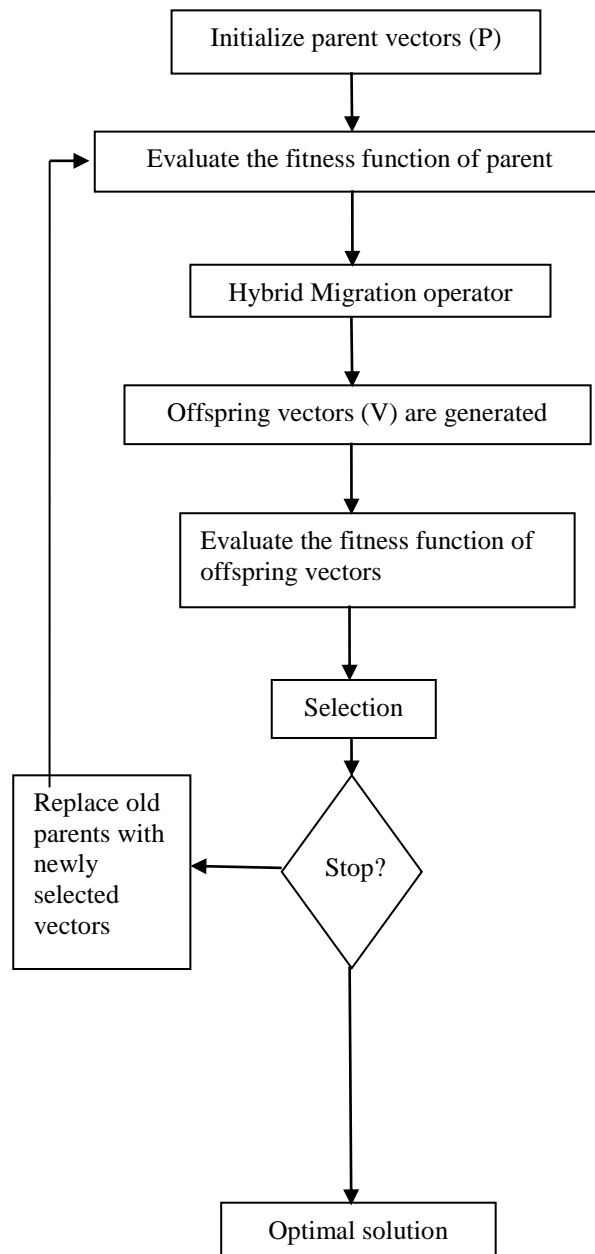 Initialize parent vectors (P)
Evaluate the fitness function of parent
Hybrid Migration operator
Offspring vectors (V) are generated
Evaluate the fitness function of
offspring vectors
Selection
Replace old
parents with
newly
selected
vectors
Stop?
Optimal solution